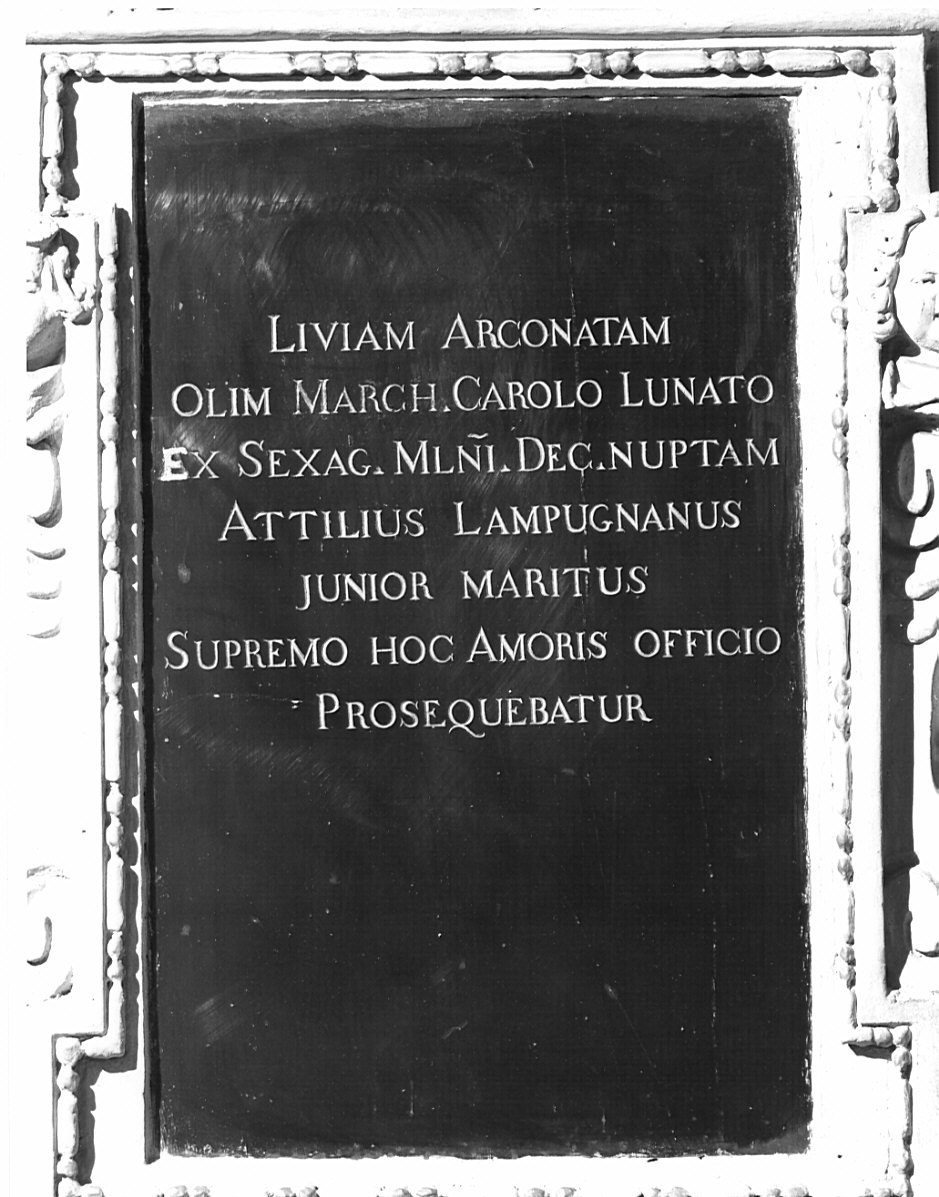 LIVIAM ARCONATAM
OLIM MARCH. CAROLO LUNATO
EX SEXAG. MLÑI. DEC. NUPTAM
ATTILIUS LAMPUGNANUS
JUNIOR MARITUS
SUPREMO HOC AMORIS OFFICIO
PROSEQUEBATUR